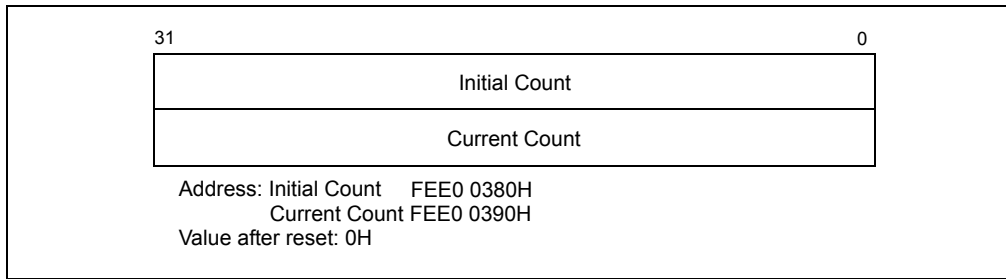 31 0
Initial Count
Current Count
Address: Initial Count FEE0 0380H
Current Count FEE0 0390H
Value after reset: 0H